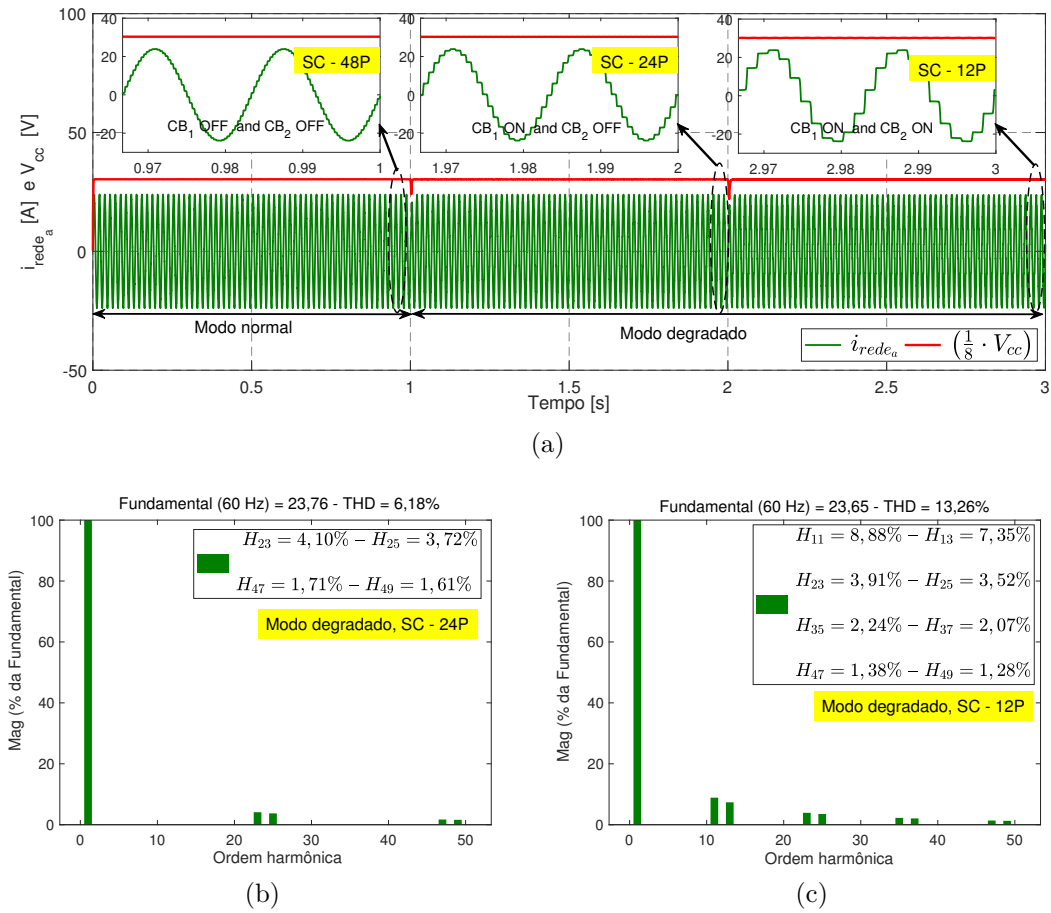 SC - 48P
CB1 OFF and CB2 OFF
40
20
0
-20
0.97 0.98 0.99 1
SC - 24P
CB1 ON and CB2 OFF
40
20
0
-20
1.97 1.98 1.99 2
SC - 12P
CB1 ON and CB2 ON
40
20
0
-20
2.97 2.98 2.99 3
i_rede_a [A] e V_cc [V]
100
50
0
-50
Modo normal
Modo degradado
i_rede_a (1/8 · V_cc)
0 0.5 1 1.5 2 2.5 3
Tempo [s]
(a)
Fundamental (60 Hz) = 23,76 - THD = 6,18%
H23 = 4,10% − H25 = 3,72%
H47 = 1,71% − H49 = 1,61%
Modo degradado, SC - 24P
Mag (% da Fundamental)
100
80
60
40
20
0
0 10 20 30 40 50
Ordem harmônica
(b)
Fundamental (60 Hz) = 23,65 - THD = 13,26%
H11 = 8,88% − H13 = 7,35%
H23 = 3,91% − H25 = 3,52%
H35 = 2,24% − H37 = 2,07%
H47 = 1,38% − H49 = 1,28%
Modo degradado, SC - 12P
Mag (% da Fundamental)
100
80
60
40
20
0
0 10 20 30 40 50
Ordem harmônica
(c)